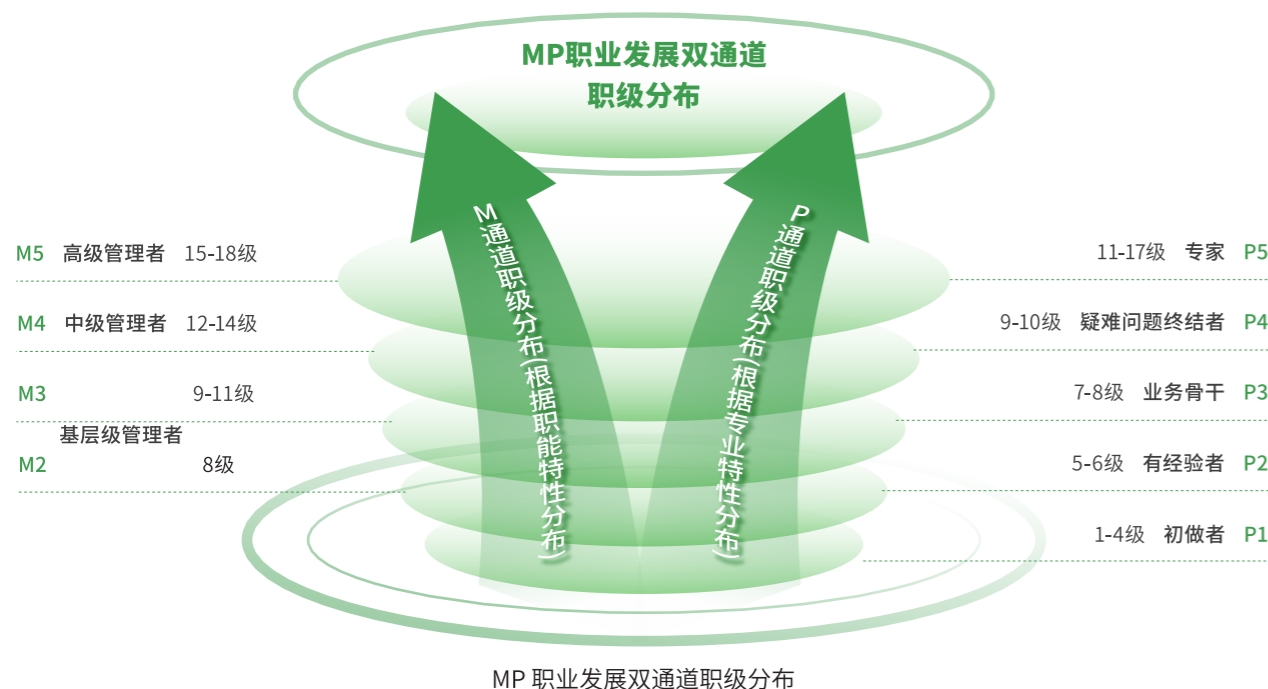 MP职业发展双通道
职级分布
M通道职级分布(根据职能特性分布)
P通道职级分布(根据专业特性分布)
M5 高级管理者 15-18级
M4 中级管理者 12-14级
M3 9-11级
基层级管理者
M2 8级
11-17级 专家 P5
9-10级 疑难问题终结者 P4
7-8级 业务骨干 P3
5-6级 有经验者 P2
1-4级 初做者 P1
MP 职业发展双通道职级分布